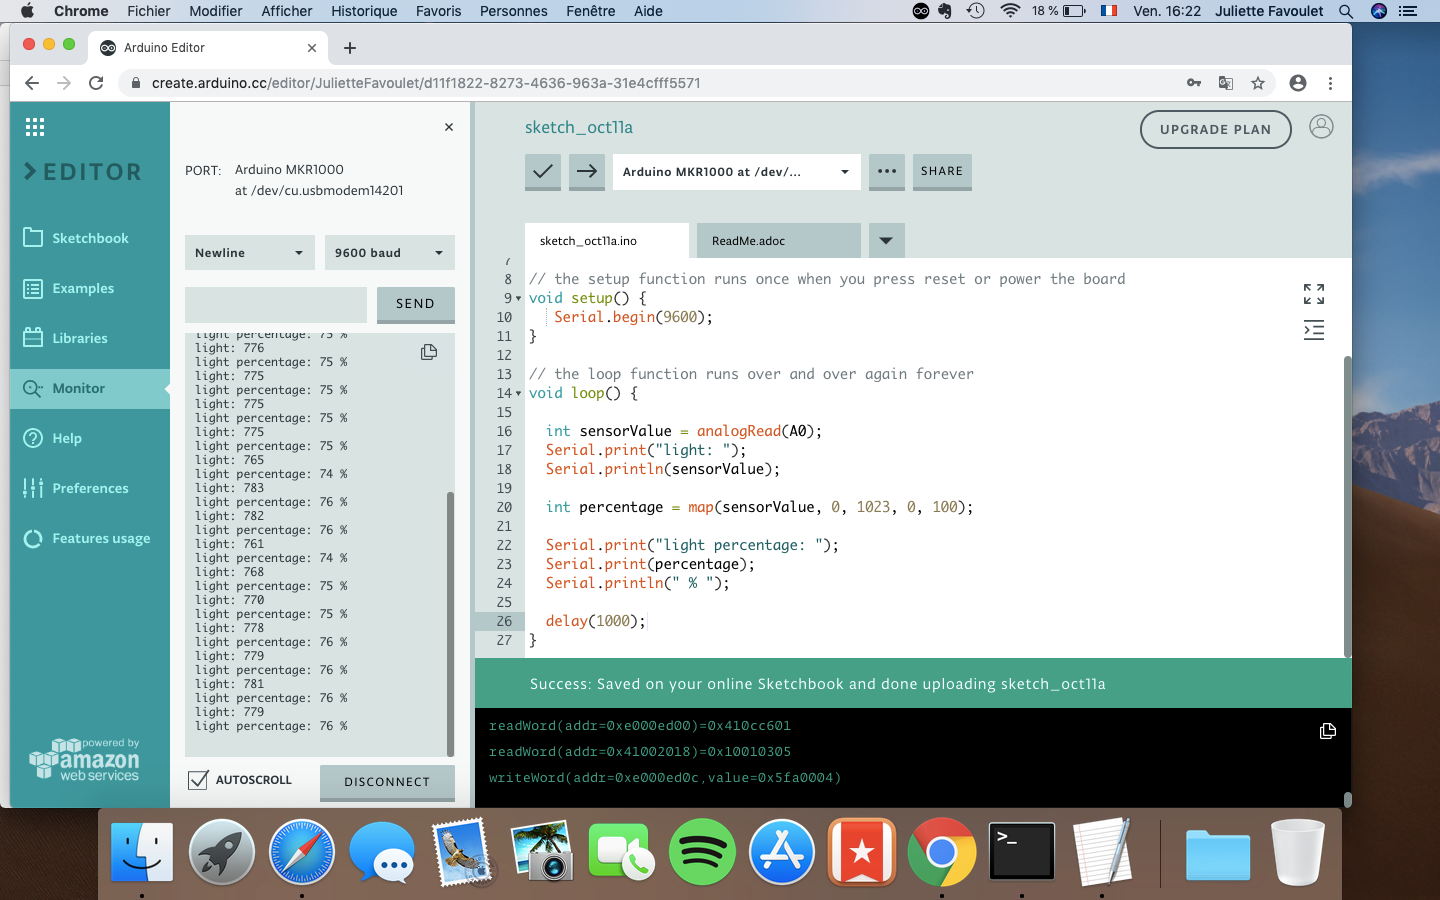 Chrome Fichier Modifier Afficher Historique Favoris Personnes Fenêtre Aide 18 % Ven. 16:22 Juliette Favoulet
Arduino Editor
create.arduino.cc/editor/JulietteFavoulet/d11f1822-8273-4636-963a-31e4cfff5571
EDITOR
Sketchbook
Examples
Libraries
Monitor
Help
Preferences
Features usage
powered by
amazon
web services
PORT: Arduino MKR1000
at /dev/cu.usbmodem14201
Newline 9600 baud
SEND
light percentage: 75 %
light: 776
light percentage: 75 %
light: 775
light percentage: 75 %
light: 775
light percentage: 75 %
light: 775
light percentage: 75 %
light: 765
light percentage: 74 %
light: 783
light percentage: 76 %
light: 782
light percentage: 76 %
light: 761
light percentage: 74 %
light: 768
light percentage: 75 %
light: 770
light percentage: 75 %
light: 778
light percentage: 76 %
light: 779
light percentage: 76 %
light: 781
light percentage: 76 %
light: 779
light percentage: 76 %
AUTOSCROLL DISCONNECT
sketch_oct11a
UPGRADE PLAN
Arduino MKR1000 at /dev/... SHARE
sketch_oct11a.ino ReadMe.adoc
7
8 // the setup function runs once when you press reset or power the board
9 void setup() {
10 Serial.begin(9600);
11 }
12
13 // the loop function runs over and over again forever
14 void loop() {
15
16 int sensorValue = analogRead(A0);
17 Serial.print("light: ");
18 Serial.println(sensorValue);
19
20 int percentage = map(sensorValue, 0, 1023, 0, 100);
21
22 Serial.print("light percentage: ");
23 Serial.print(percentage);
24 Serial.println(" % ");
25
26 delay(1000);
27 }
Success: Saved on your online Sketchbook and done uploading sketch_oct11a
readWord(addr=0xe000ed00)=0x410cc601
readWord(addr=0x41002018)=0x10010305
writeWord(addr=0xe000ed0c,value=0x5fa0004)